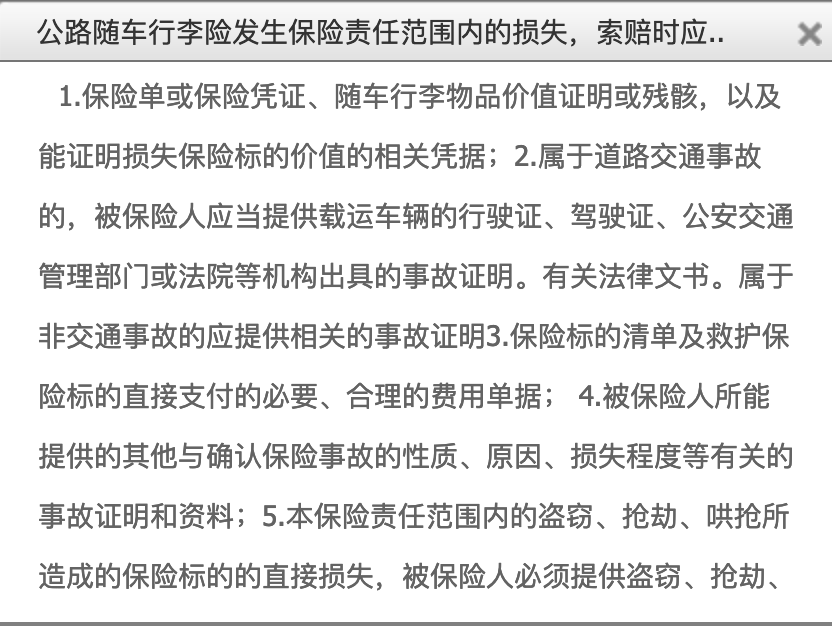 公路随车行李险发生保险责任范围内的损失，索赔时应..
1.保险单或保险凭证、随车行李物品价值证明或残骸，以及
能证明损失保险标的价值的相关凭据；2.属于道路交通事故
的，被保险人应当提供载运车辆的行驶证、驾驶证、公安交通
管理部门或法院等机构出具的事故证明。有关法律文书。属于
非交通事故的应提供相关的事故证明3.保险标的清单及救护保
险标的直接支付的必要、合理的费用单据； 4.被保险人所能
提供的其他与确认保险事故的性质、原因、损失程度等有关的
事故证明和资料；5.本保险责任范围内的盗窃、抢劫、哄抢所
造成的保险标的的直接损失，被保险人必须提供盗窃、抢劫、